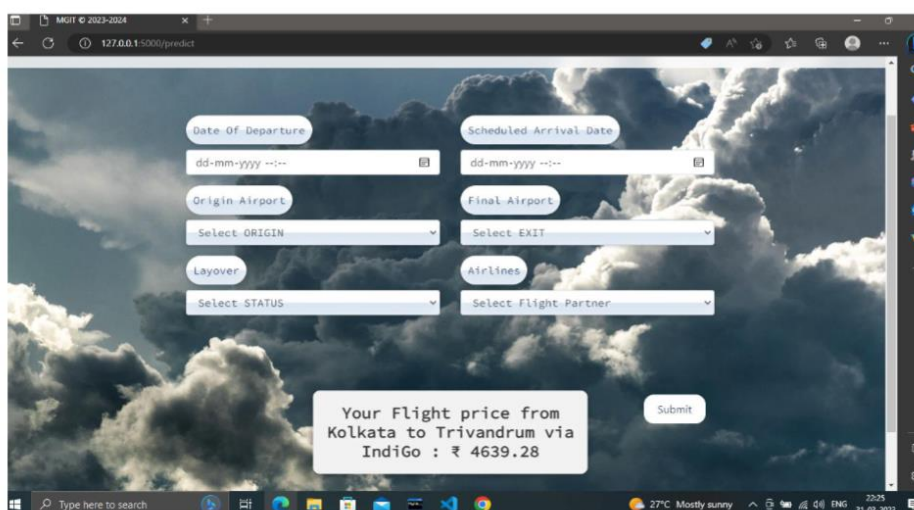 MGIT © 2023-2024
127.0.0.1:5000/predict
Date Of Departure
Scheduled Arrival Date
dd-mm-yyyy --:--
dd-mm-yyyy --:--
Origin Airport
Final Airport
Select ORIGIN
Select EXIT
Layover
Airlines
Select STATUS
Select Flight Partner
Your Flight price from
Kolkata to Trivandrum via
IndiGo : ₹ 4639.28
Submit
Type here to search
27°C Mostly sunny
ENG
22:25